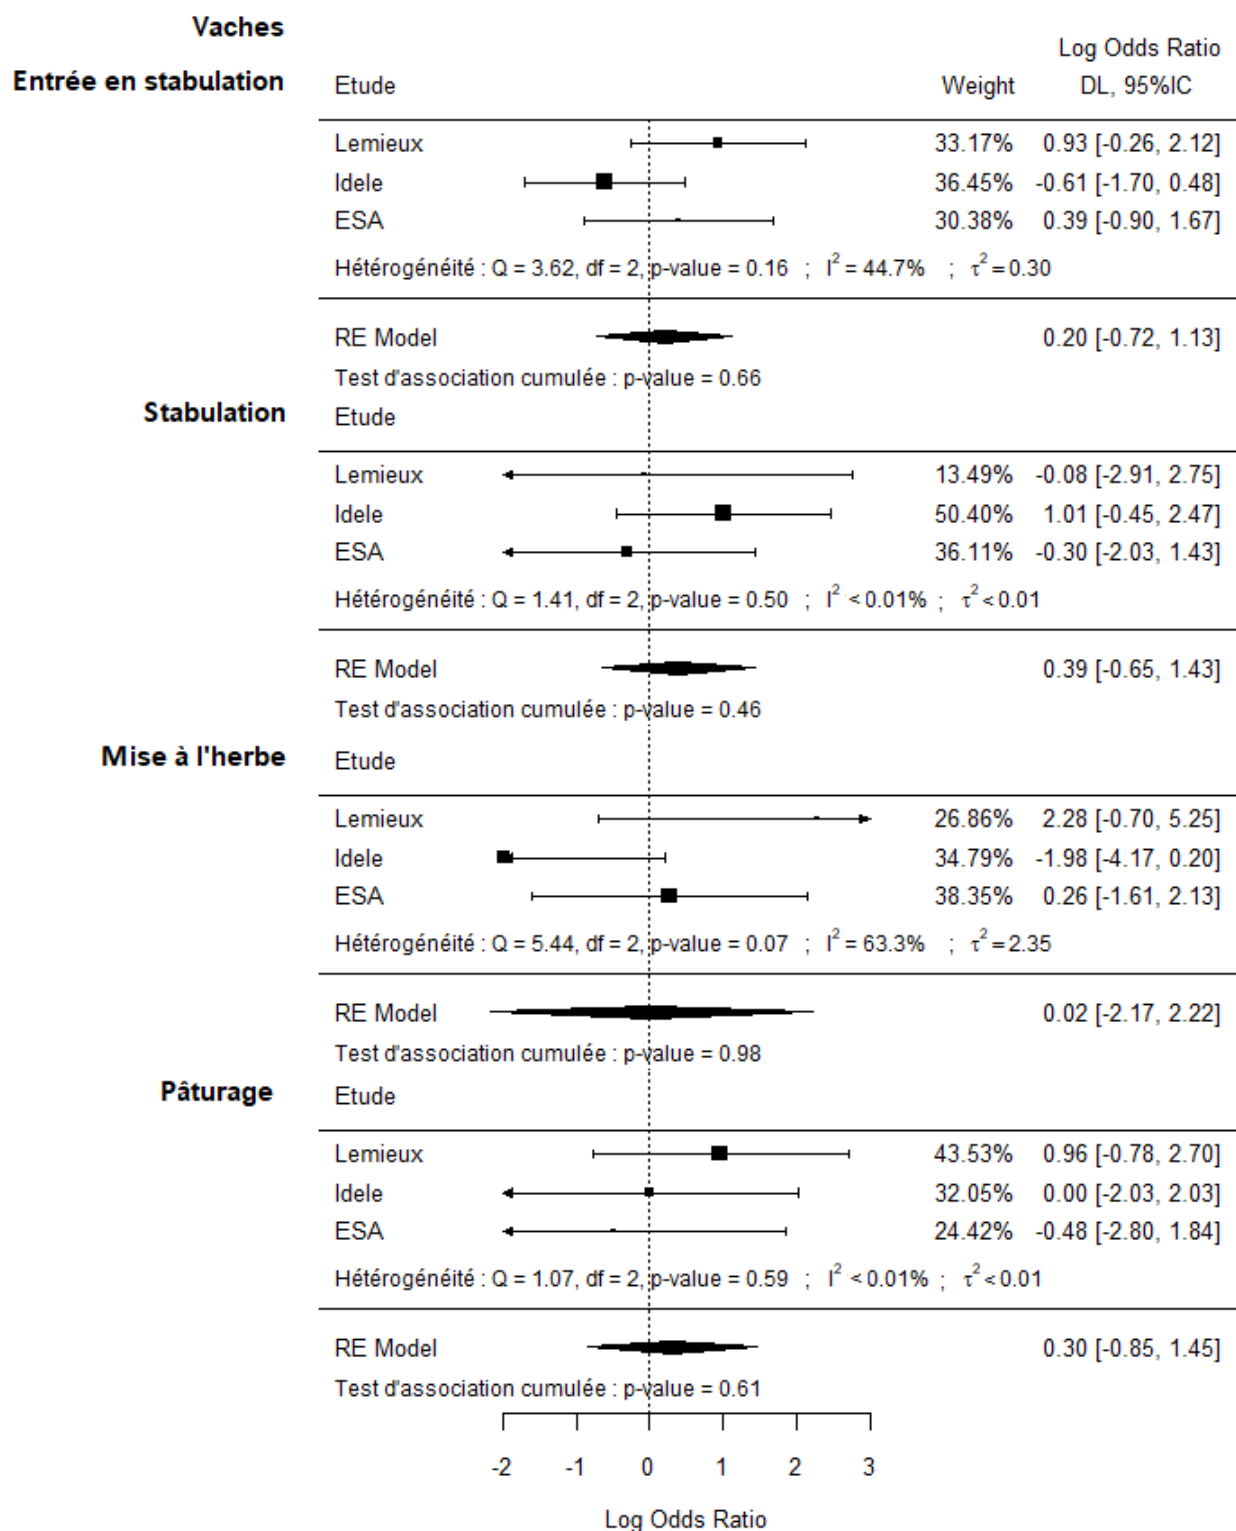 Vaches
Log Odds Ratio
Entrée en stabulation Etude Weight DL, 95%IC
Lemieux 33.17% 0.93 [-0.26, 2.12]
Idele 36.45% -0.61 [-1.70, 0.48]
ESA 30.38% 0.39 [-0.90, 1.67]
Hétérogénéité : Q = 3.62, df = 2, p-value = 0.16 ; I² = 44.7% ; τ² = 0.30
RE Model 0.20 [-0.72, 1.13]
Test d'association cumulée : p-value = 0.66
Stabulation Etude
Lemieux 13.49% -0.08 [-2.91, 2.75]
Idele 50.40% 1.01 [-0.45, 2.47]
ESA 36.11% -0.30 [-2.03, 1.43]
Hétérogénéité : Q = 1.41, df = 2, p-value = 0.50 ; I² < 0.01% ; τ² < 0.01
RE Model 0.39 [-0.65, 1.43]
Test d'association cumulée : p-value = 0.46
Mise à l'herbe Etude
Lemieux 26.86% 2.28 [-0.70, 5.25]
Idele 34.79% -1.98 [-4.17, 0.20]
ESA 38.35% 0.26 [-1.61, 2.13]
Hétérogénéité : Q = 5.44, df = 2, p-value = 0.07 ; I² = 63.3% ; τ² = 2.35
RE Model 0.02 [-2.17, 2.22]
Test d'association cumulée : p-value = 0.98
Pâturage Etude
Lemieux 43.53% 0.96 [-0.78, 2.70]
Idele 32.05% 0.00 [-2.03, 2.03]
ESA 24.42% -0.48 [-2.80, 1.84]
Hétérogénéité : Q = 1.07, df = 2, p-value = 0.59 ; I² < 0.01% ; τ² < 0.01
RE Model 0.30 [-0.85, 1.45]
Test d'association cumulée : p-value = 0.61
-2 -1 0 1 2 3
Log Odds Ratio